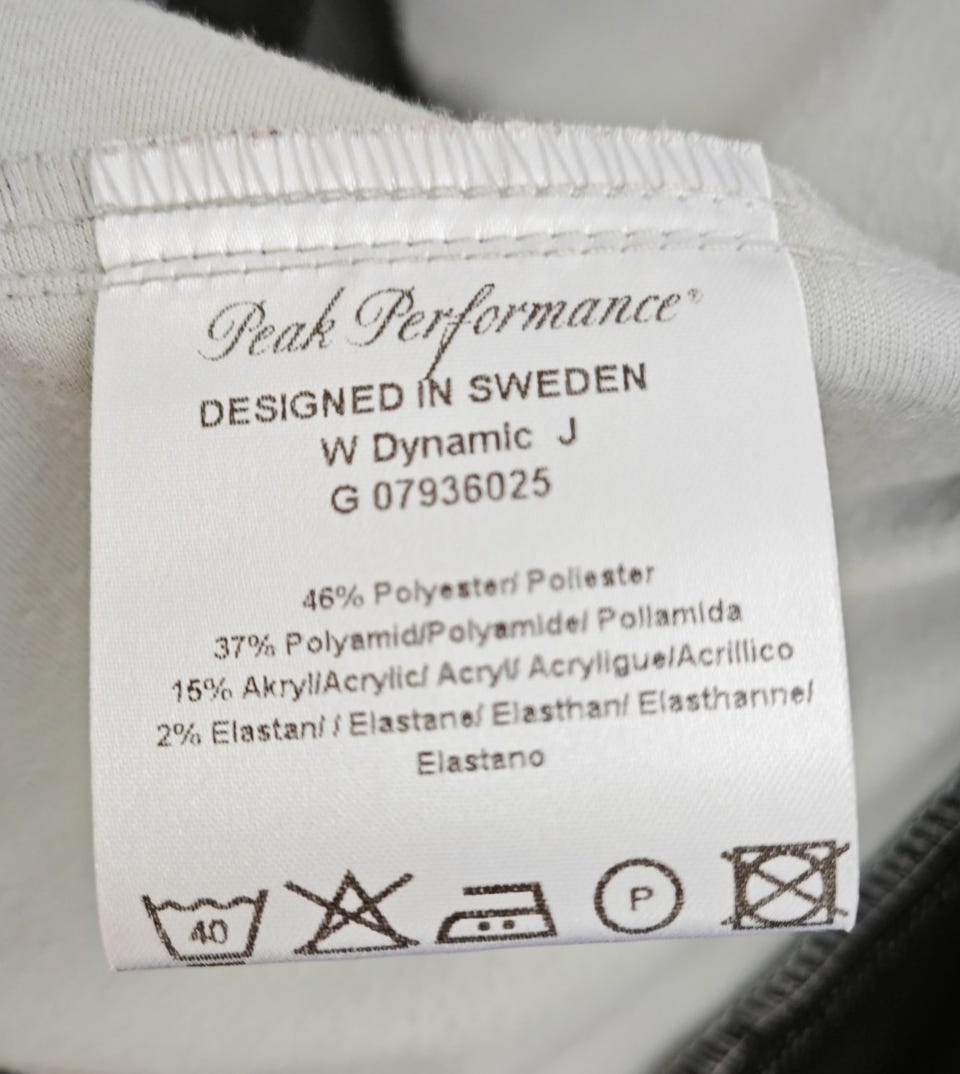 Peak Performance®
DESIGNED IN SWEDEN
W Dynamic J
G 07936025
46% Polyester/ Poliester
37% Polyamid/Polyamide/ Poliamida
15% Akryl/Acrylic/ Acryl/ Acryligue/Acrillico
2% Elastan/ / Elastane/ Elasthan/ Elasthanne/
Elastano
40
P